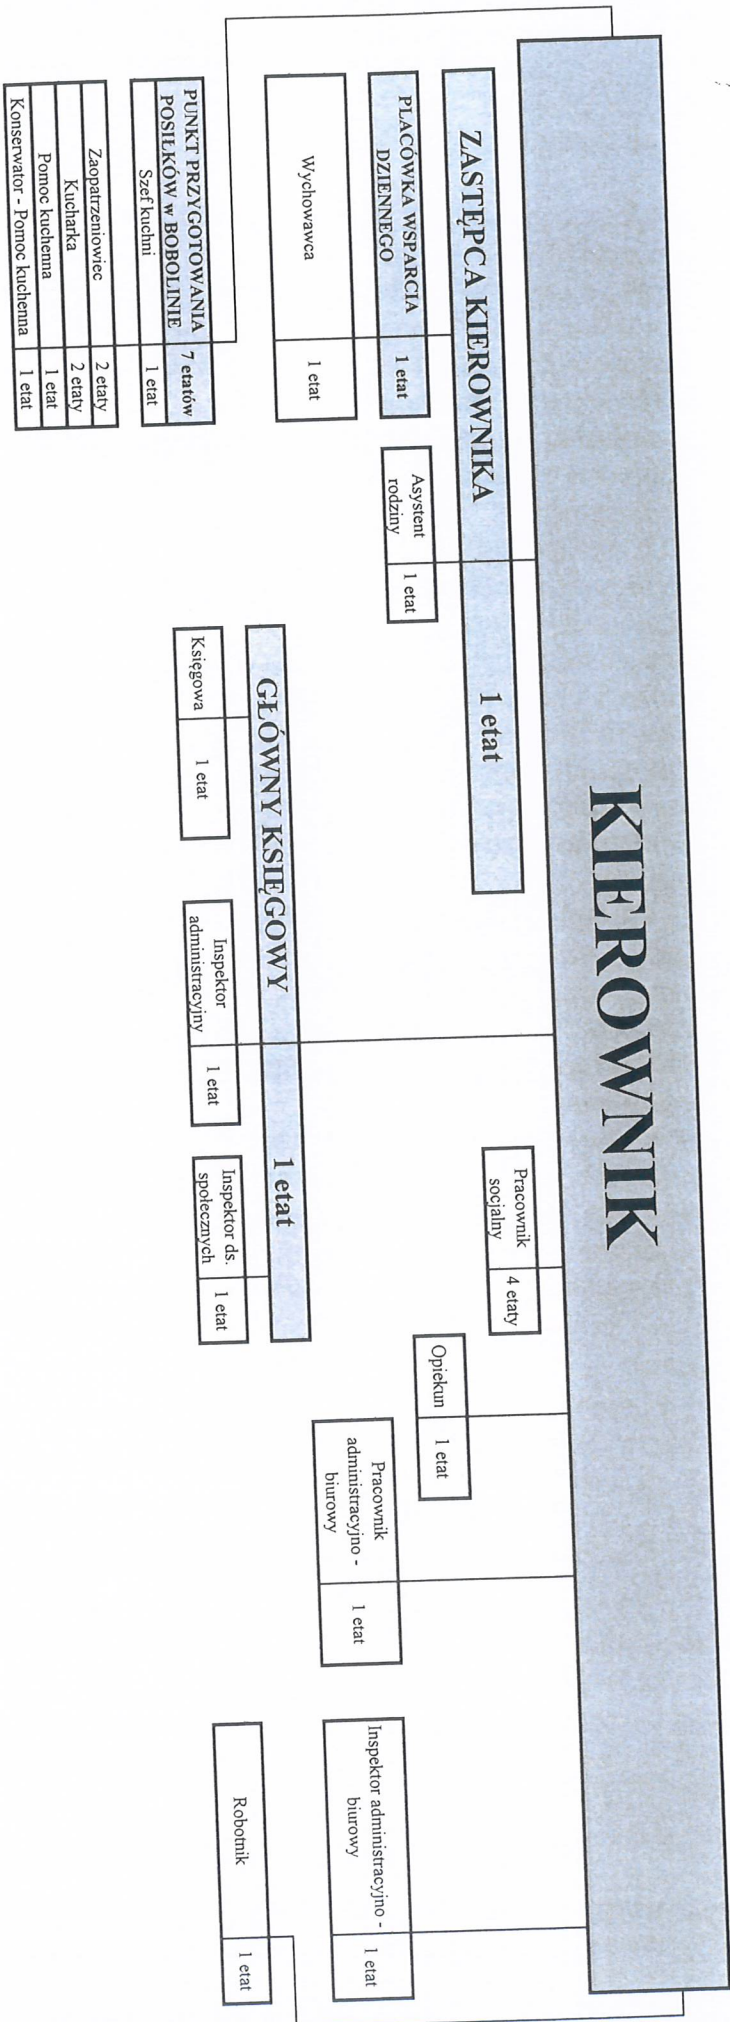 KIEROWNIK
ZASTĘPCA KIEROWNIKA
1 etat
PLACÓWKA WSPARCIA
DZIENNEGO
1 etat
Wychowawca
1 etat
Asystent
rodziny
1 etat
PUNKT PRZYGOTOWANIA
POSIŁKÓW w BOBOLINIE
7 etatów
Szef kuchni
1 etat
Zaopatrzeniowiec
2 etaty
Kucharka
2 etaty
Pomoc kuchenna
1 etat
Konserwator - Pomoc kuchenna
1 etat
GŁÓWNY KSIĘGOWY
1 etat
Księgowa
1 etat
Inspektor
administracyjny
1 etat
Inspektor ds.
społecznych
1 etat
Pracownik
socjalny
4 etaty
Opiekun
1 etat
Pracownik
administracyjno -
biurowy
1 etat
Inspektor administracyjno -
biurowy
1 etat
Robotnik
1 etat